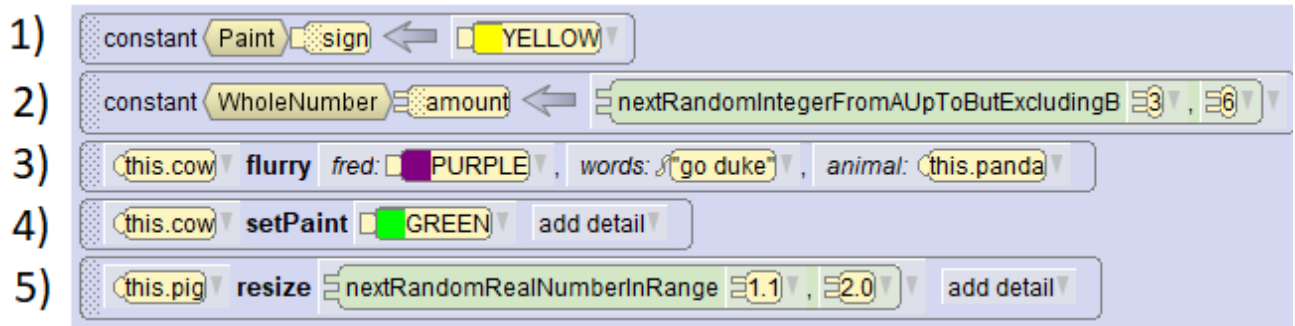 1) constant Paint sign YELLOW
2) constant WholeNumber amount nextRandomIntegerFromAUpToButExcludingB 3 , 6
3) this.cow flurry fred: PURPLE , words: "go duke" , animal: this.panda
4) this.cow setPaint GREEN add detail
5) this.pig resize nextRandomRealNumberInRange 1.1 , 2.0 add detail